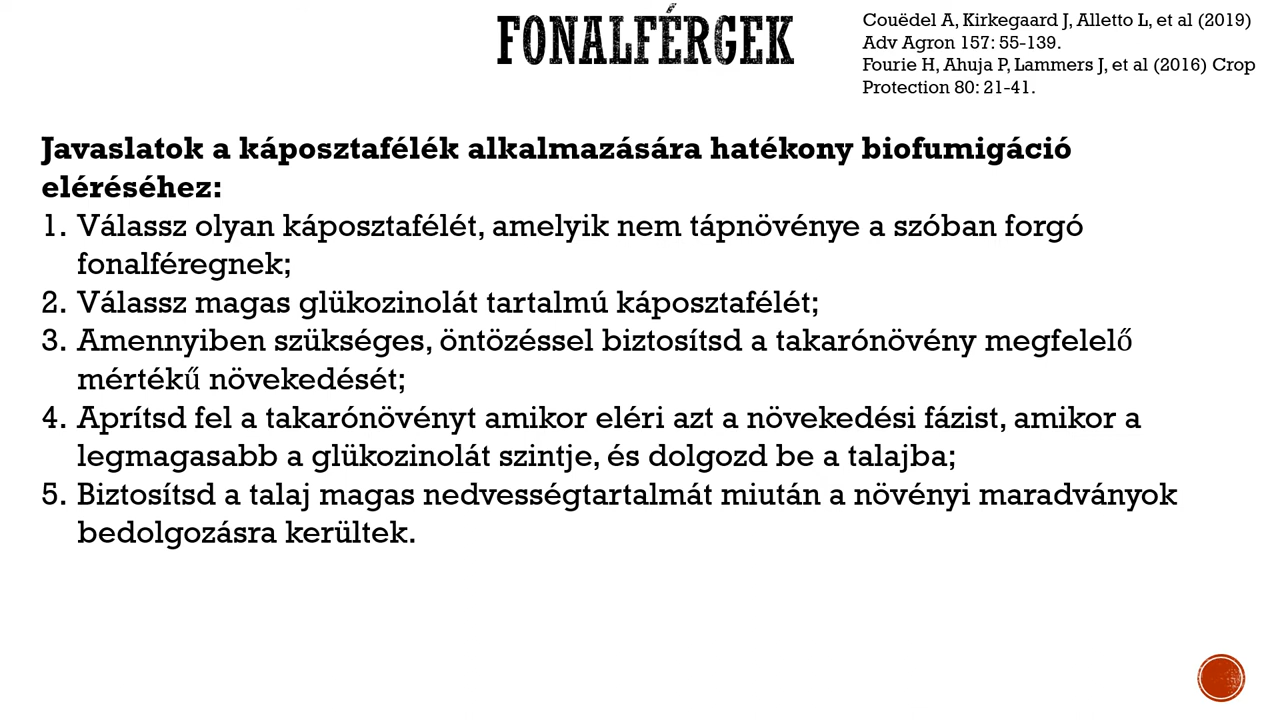 FONALFÉRGEK
Couëdel A, Kirkegaard J, Alletto L, et al (2019)
Adv Agron 157: 55-139.
Fourie H, Ahuja P, Lammers J, et al (2016) Crop
Protection 80: 21-41.
Javaslatok a káposztafélék alkalmazására hatékony biofumigáció
eléréséhez:
1. Válassz olyan káposztafélét, amelyik nem tápnövénye a szóban forgó
fonalféregnek;
2. Válassz magas glükozinolát tartalmú káposztafélét;
3. Amennyiben szükséges, öntözéssel biztosítsd a takarónövény megfelelő
mértékű növekedését;
4. Aprítsd fel a takarónövényt amikor eléri azt a növekedési fázist, amikor a
legmagasabb a glükozinolát szintje, és dolgozd be a talajba;
5. Biztosítsd a talaj magas nedvességtartalmát miután a növényi maradványok
bedolgozásra kerültek.